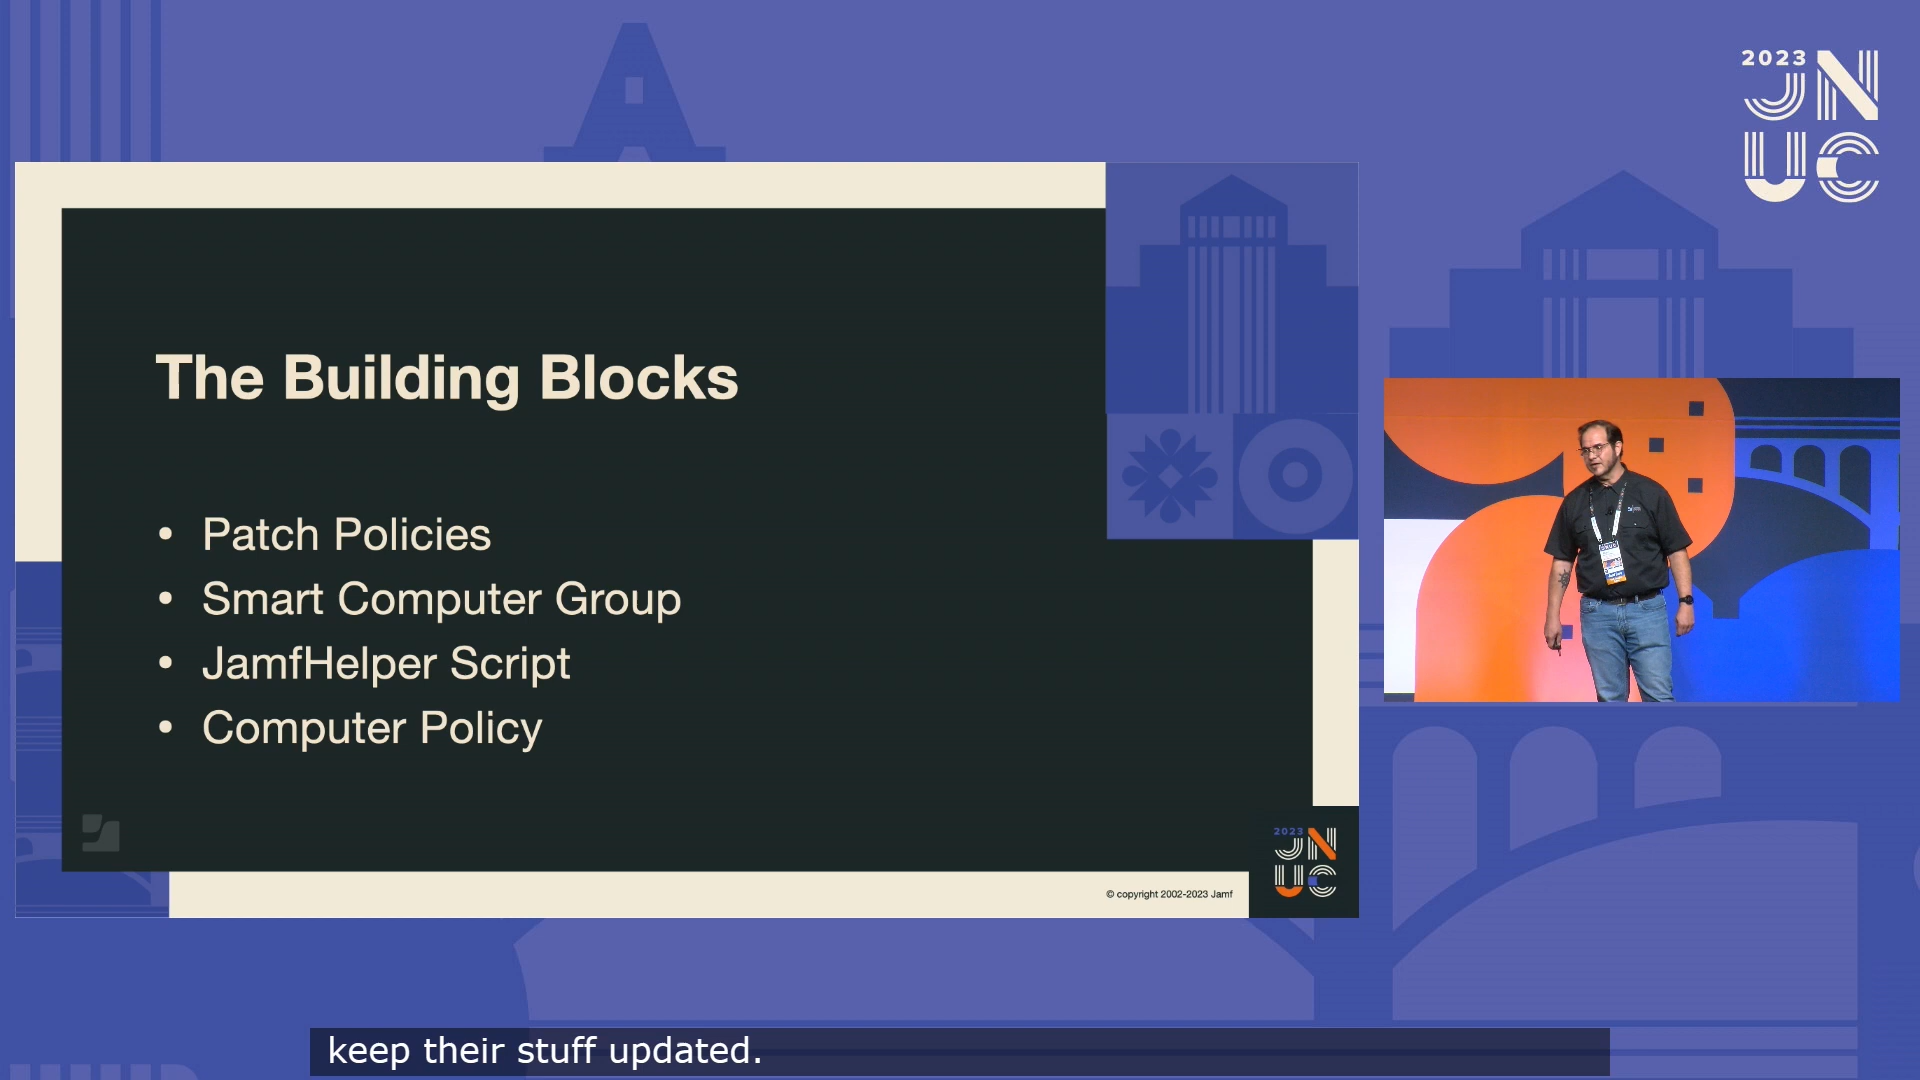 2023
JN
UC
The Building Blocks
• Patch Policies
• Smart Computer Group
• JamfHelper Script
• Computer Policy
2023
JN
UC
© copyright 2002-2023 Jamf
keep their stuff updated.